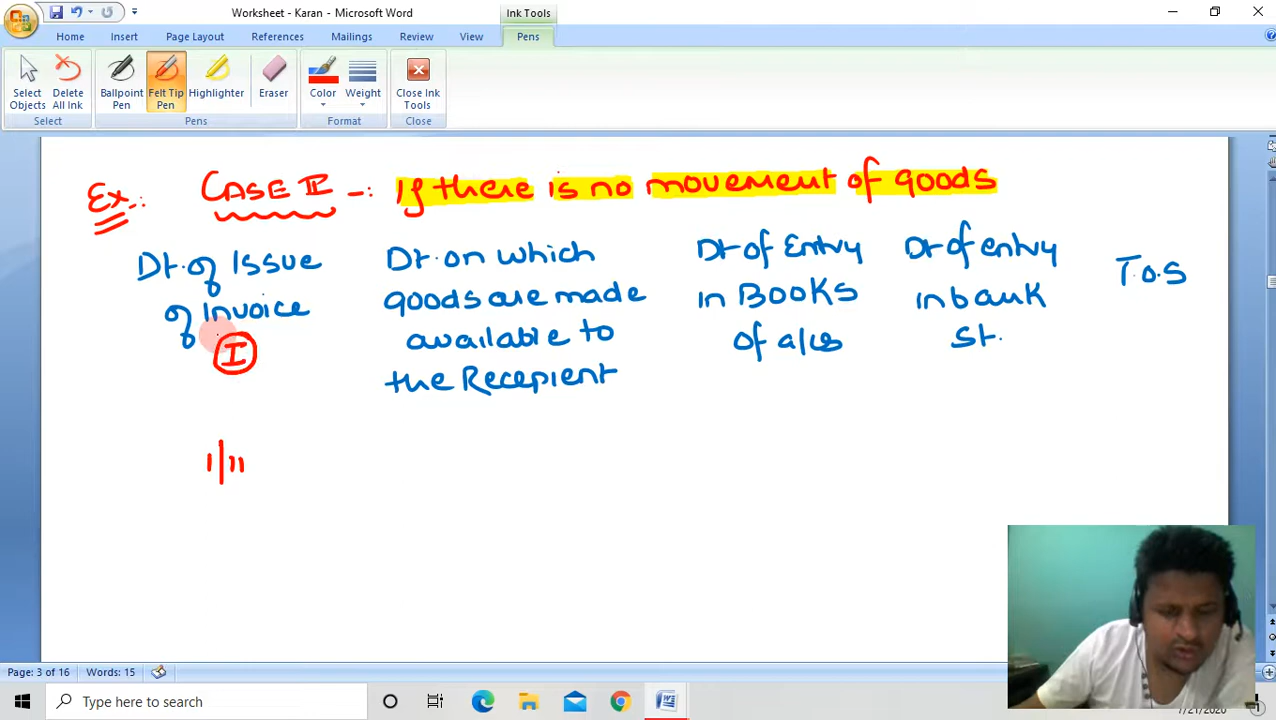 Worksheet - Karan - Microsoft Word
Ink Tools
Home Insert Page Layout References Mailings Review View Pens
Select Objects
Delete All Ink
Ballpoint Pen
Felt Tip Pen
Highlighter
Eraser
Color
Weight
Close Ink Tools
Select Pens Format Close
Ex.: CASE II -: If there is no movement of goods
Dt. of Issue of Invoice
I
Dt. on which goods are made available to the Recepient
Dt of Entry in Books of a/cs
Dt of entry in bank St.
T.O.S
1/11
Page: 3 of 16 Words: 15
Type here to search
7/21/2020